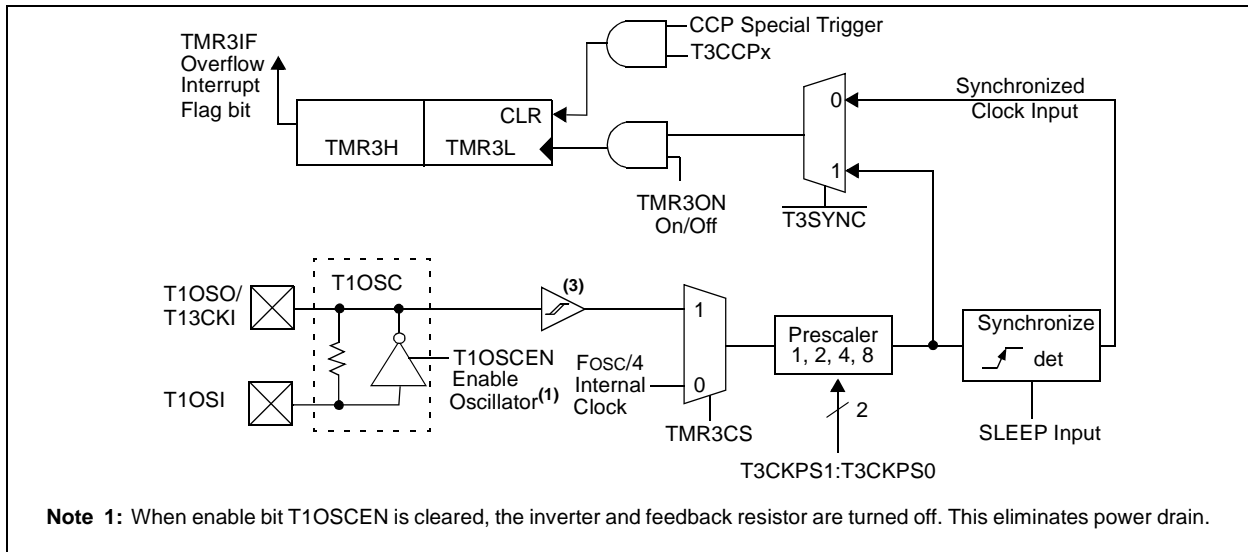 CCP Special Trigger
T3CCPx
TMR3IF
Overflow
Interrupt
Flag bit
CLR
TMR3H
TMR3L
TMR3ON
On/Off
0
1
T3SYNC
Synchronized
Clock Input
T1OSO/
T13CKI
T1OSI
T1OSC
T1OSCEN
Enable
Oscillator(1)
(3)
FOSC/4
Internal
Clock
1
0
TMR3CS
Prescaler
1, 2, 4, 8
2
T3CKPS1:T3CKPS0
Synchronize
det
SLEEP Input
Note 1: When enable bit T1OSCEN is cleared, the inverter and feedback resistor are turned off. This eliminates power drain.